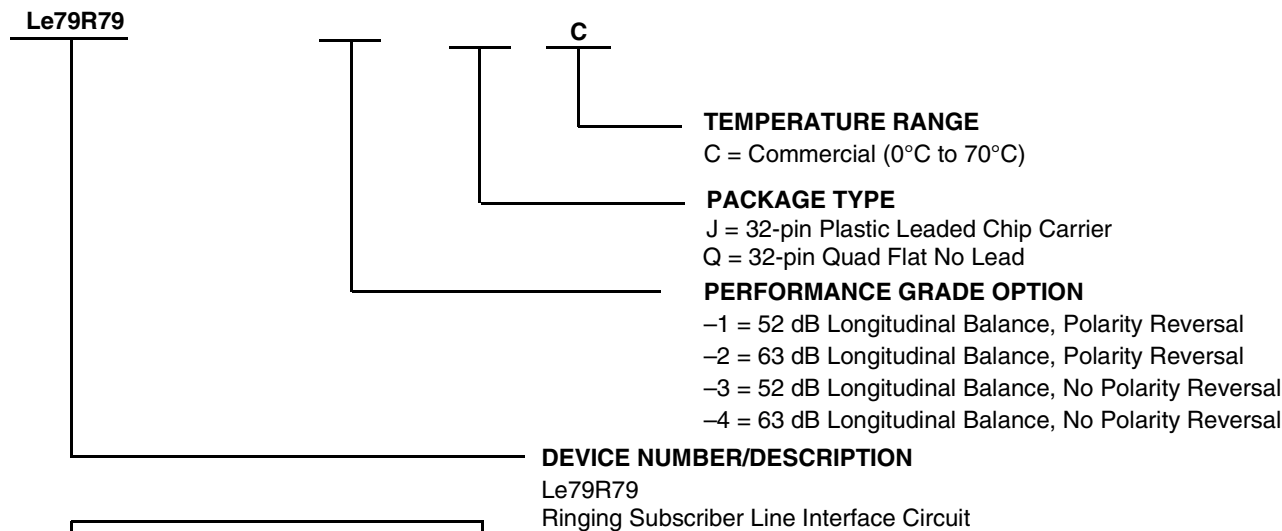 Le79R79
C
TEMPERATURE RANGE
C = Commercial (0°C to 70°C)
PACKAGE TYPE
J = 32-pin Plastic Leaded Chip Carrier
Q = 32-pin Quad Flat No Lead
PERFORMANCE GRADE OPTION
–1 = 52 dB Longitudinal Balance, Polarity Reversal
–2 = 63 dB Longitudinal Balance, Polarity Reversal
–3 = 52 dB Longitudinal Balance, No Polarity Reversal
–4 = 63 dB Longitudinal Balance, No Polarity Reversal
DEVICE NUMBER/DESCRIPTION
Le79R79
Ringing Subscriber Line Interface Circuit